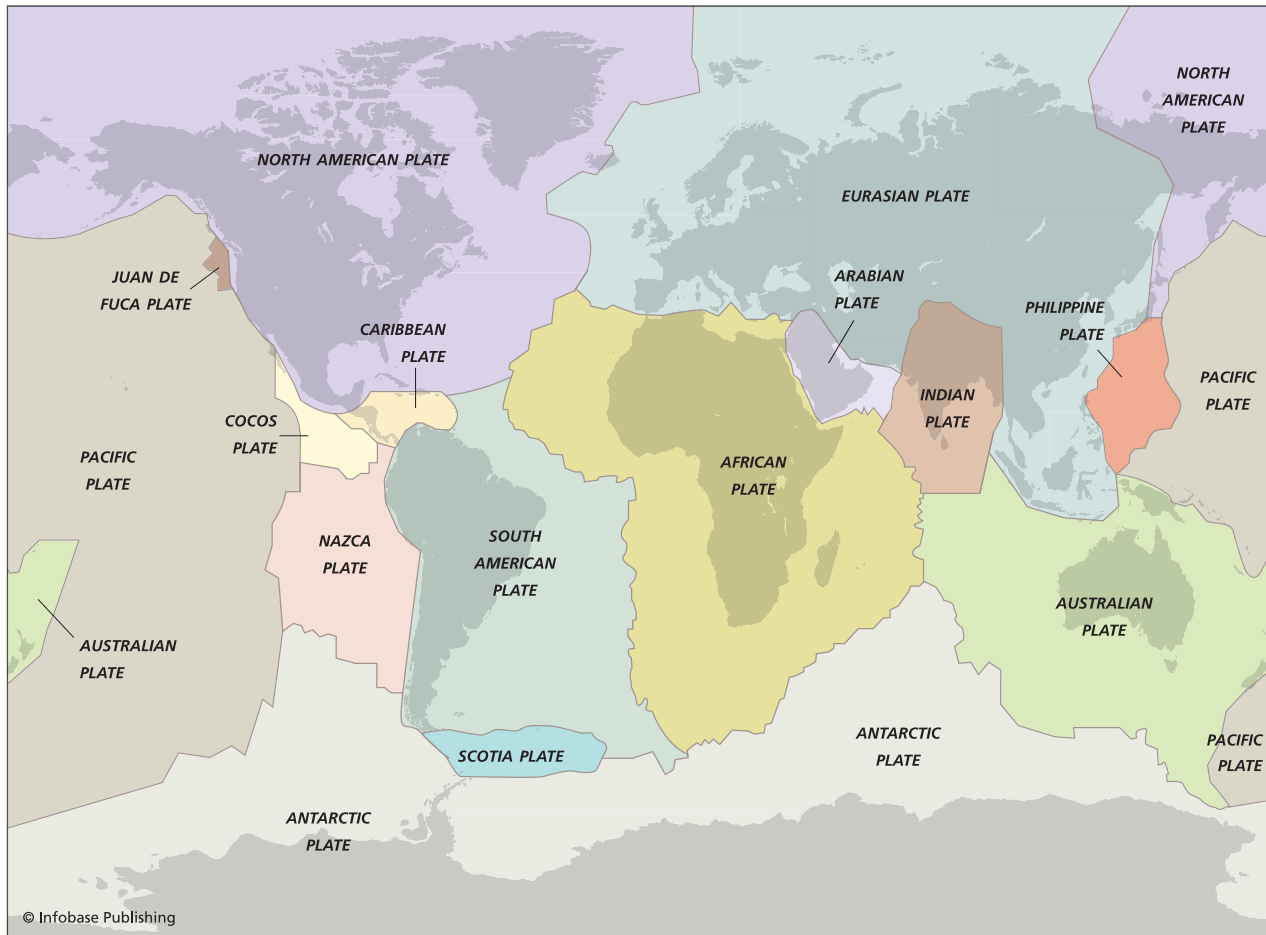 NORTH
AMERICAN
PLATE
NORTH AMERICAN PLATE
EURASIAN PLATE
JUAN DE
FUCA PLATE
ARABIAN
PLATE
PHILIPPINE
PLATE
CARIBBEAN
PLATE
PACIFIC
PLATE
INDIAN
PLATE
COCOS
PLATE
PACIFIC
PLATE
AFRICAN
PLATE
NAZCA
PLATE
SOUTH
AMERICAN
PLATE
AUSTRALIAN
PLATE
AUSTRALIAN
PLATE
SCOTIA PLATE
ANTARCTIC
PLATE
PACIFIC
PLATE
ANTARCTIC
PLATE
© Infobase Publishing